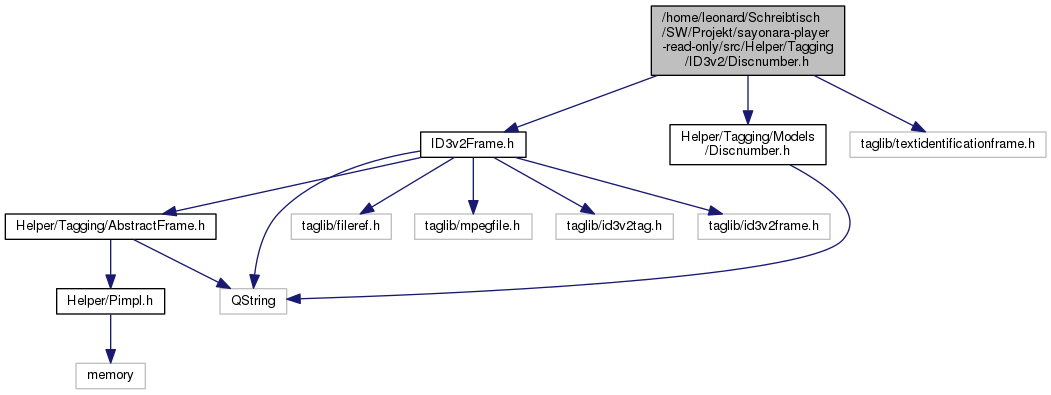 /home/leonard/Schreibtisch
/SW/Projekt/sayonara-player
-read-only/src/Helper/Tagging
/ID3v2/Discnumber.h
ID3v2Frame.h
Helper/Tagging/Models
/Discnumber.h
taglib/textidentificationframe.h
Helper/Tagging/AbstractFrame.h
taglib/fileref.h
taglib/mpegfile.h
taglib/id3v2tag.h
taglib/id3v2frame.h
Helper/Pimpl.h
QString
memory